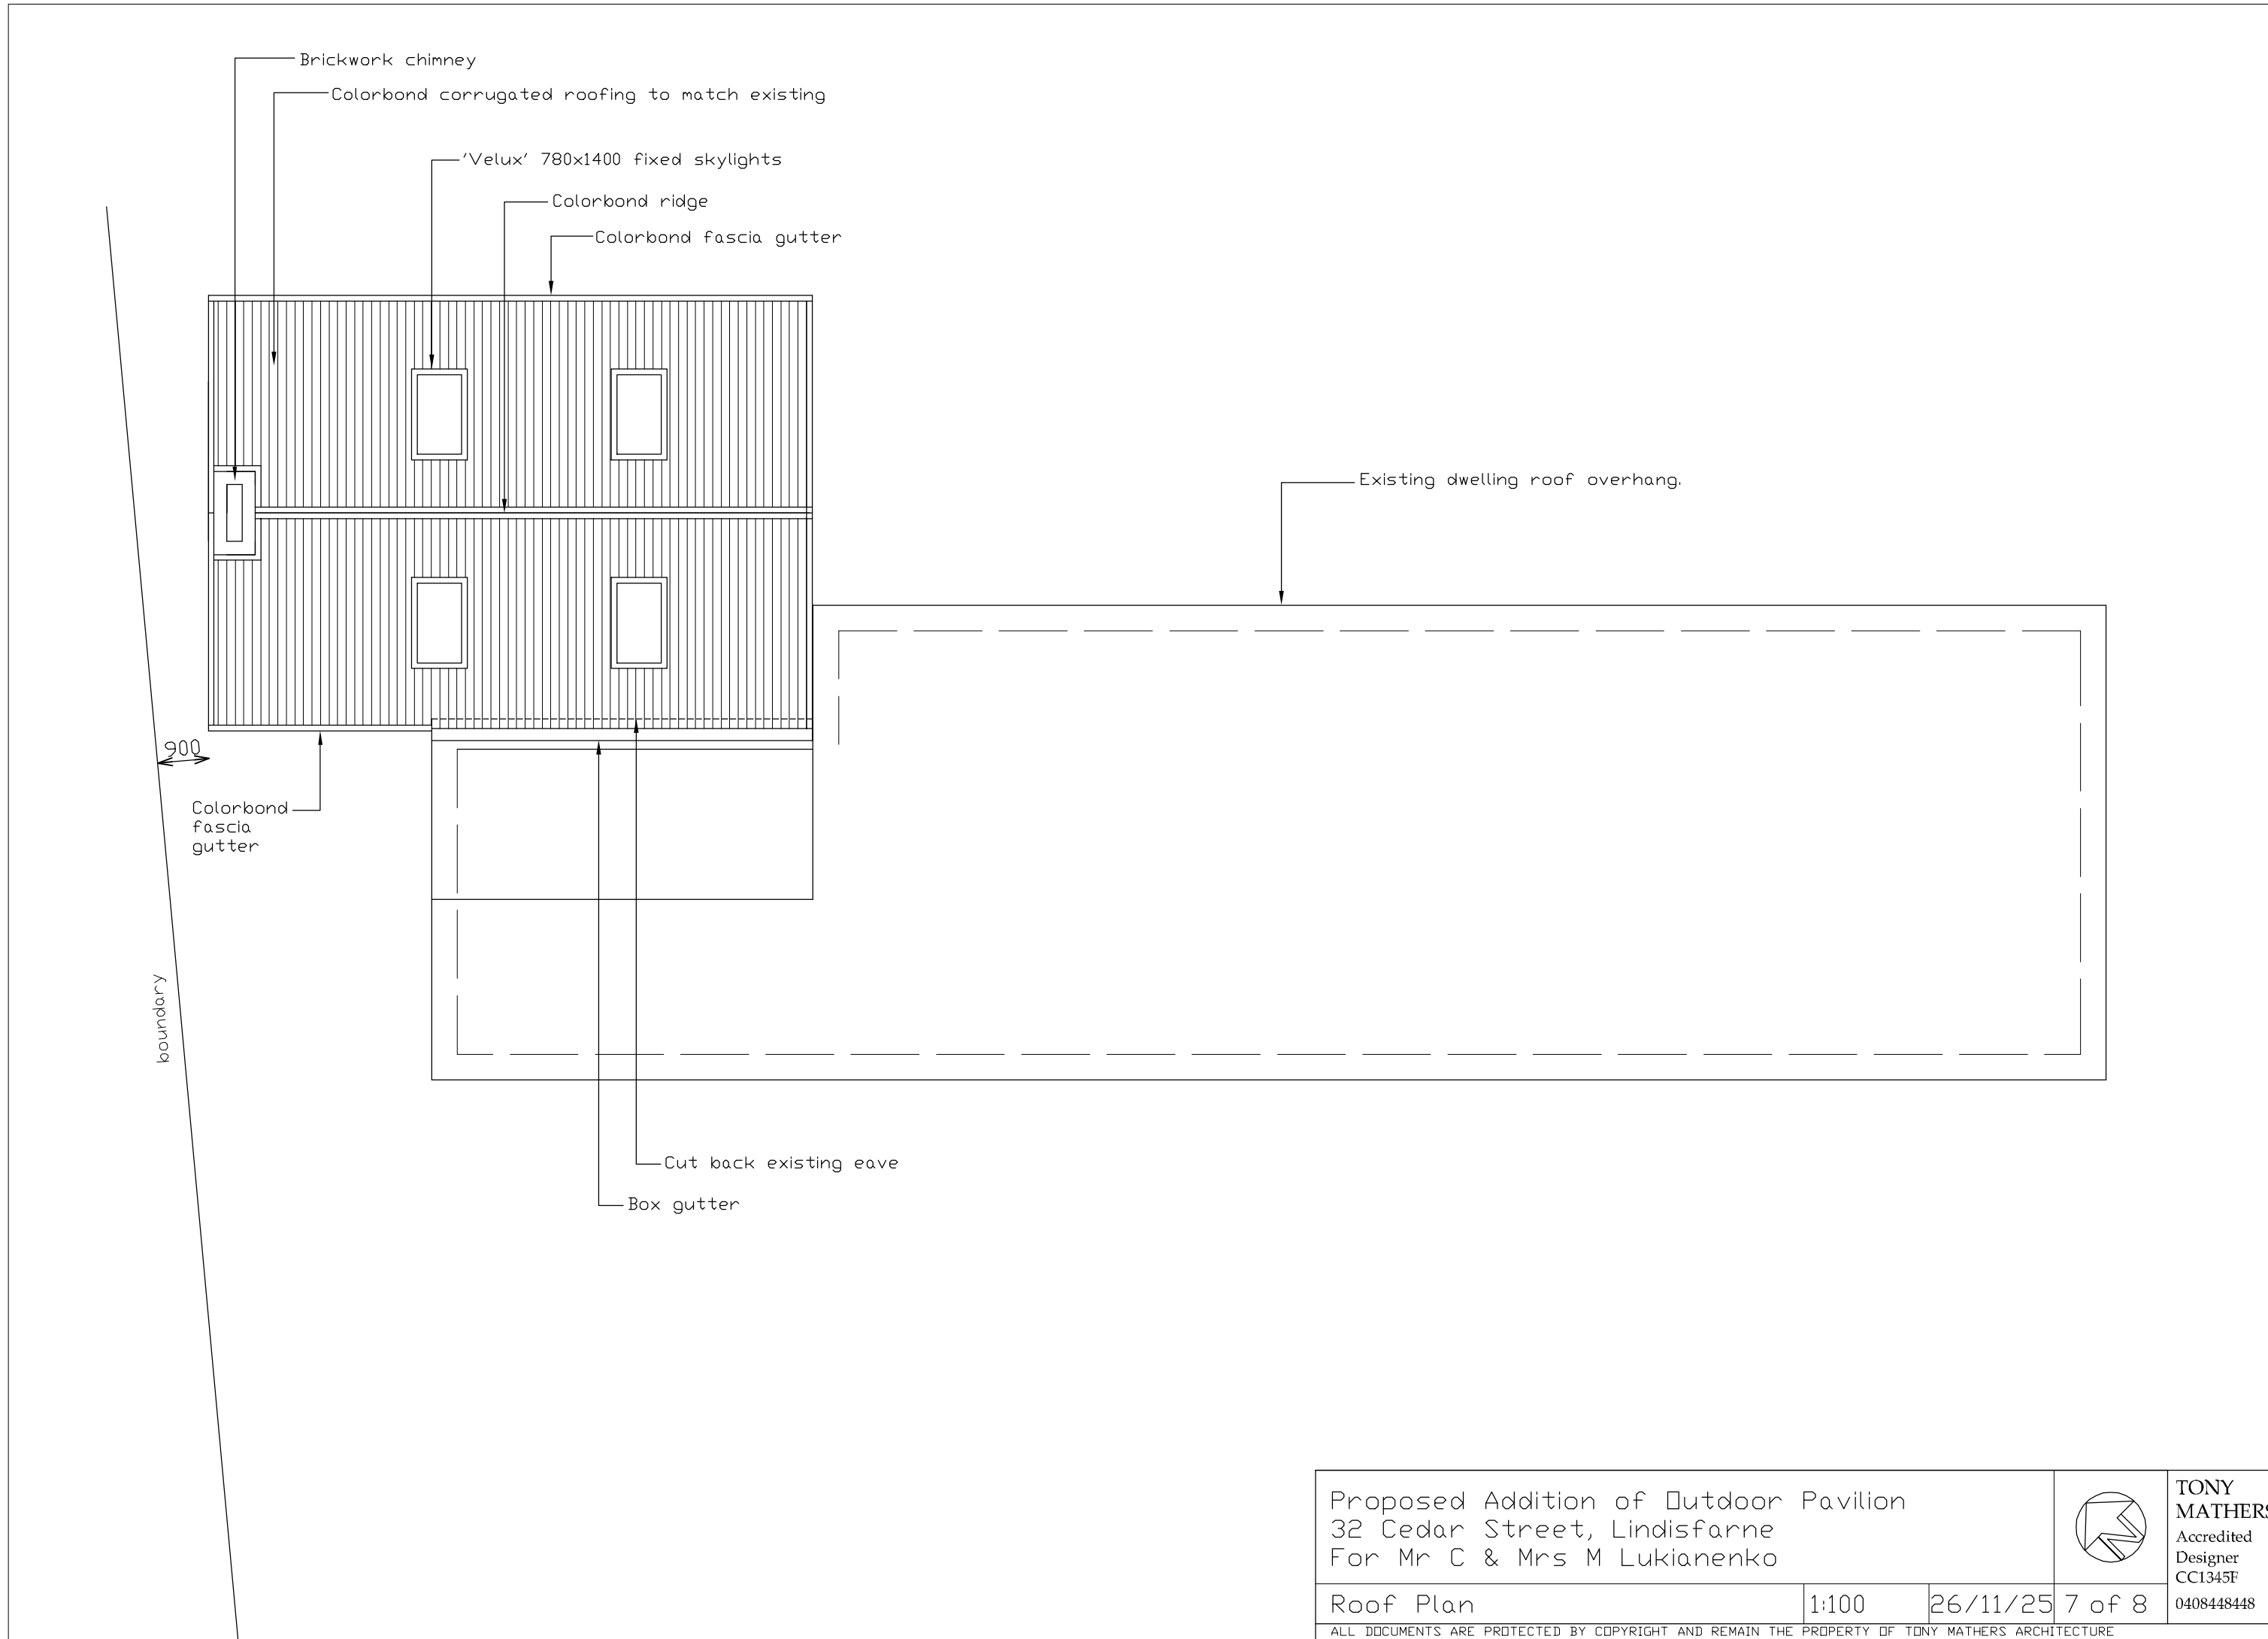 Brickwork chimney
Colorbond corrugated roofing to match existing
'Velux' 780x1400 fixed skylights
Colorbond ridge
Colorbond fascia gutter
Existing dwelling roof overhang.
900
Colorbond
fascia
gutter
boundary
Cut back existing eave
Box gutter
Proposed Addition of Outdoor Pavilion
32 Cedar Street, Lindisfarne
For Mr C & Mrs M Lukianenko
Roof Plan
1:100
26/11/25
7 of 8
TONY
MATHERS
Accredited
Designer
CC1345F
0408448448
ALL DOCUMENTS ARE PROTECTED BY COPYRIGHT AND REMAIN THE PROPERTY OF TONY MATHERS ARCHITECTURE